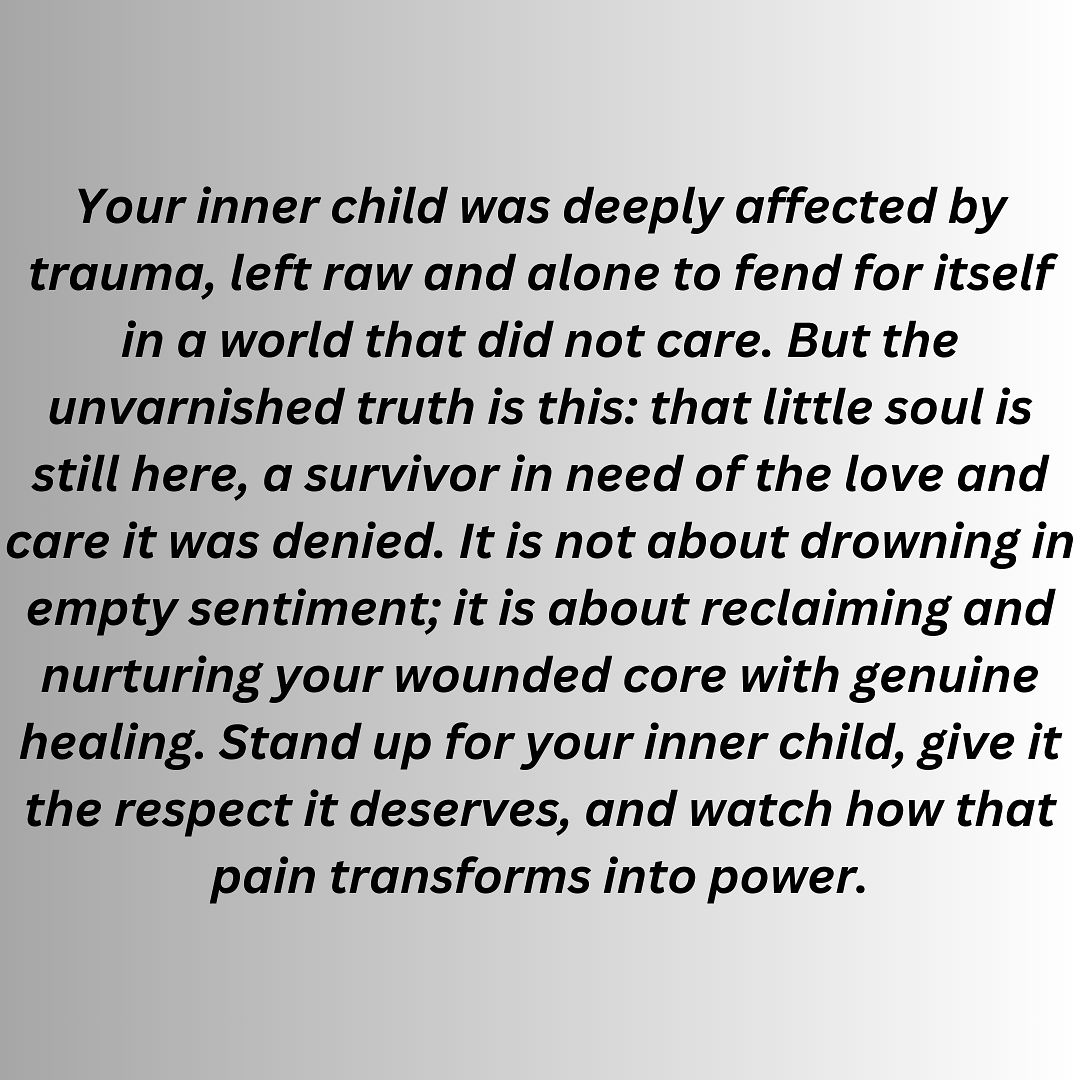 Your inner child was deeply affected by
trauma, left raw and alone to fend for itself
in a world that did not care. But the
unvarnished truth is this: that little soul is
still here, a survivor in need of the love and
care it was denied. It is not about drowning in
empty sentiment; it is about reclaiming and
nurturing your wounded core with genuine
healing. Stand up for your inner child, give it
the respect it deserves, and watch how that
pain transforms into power.